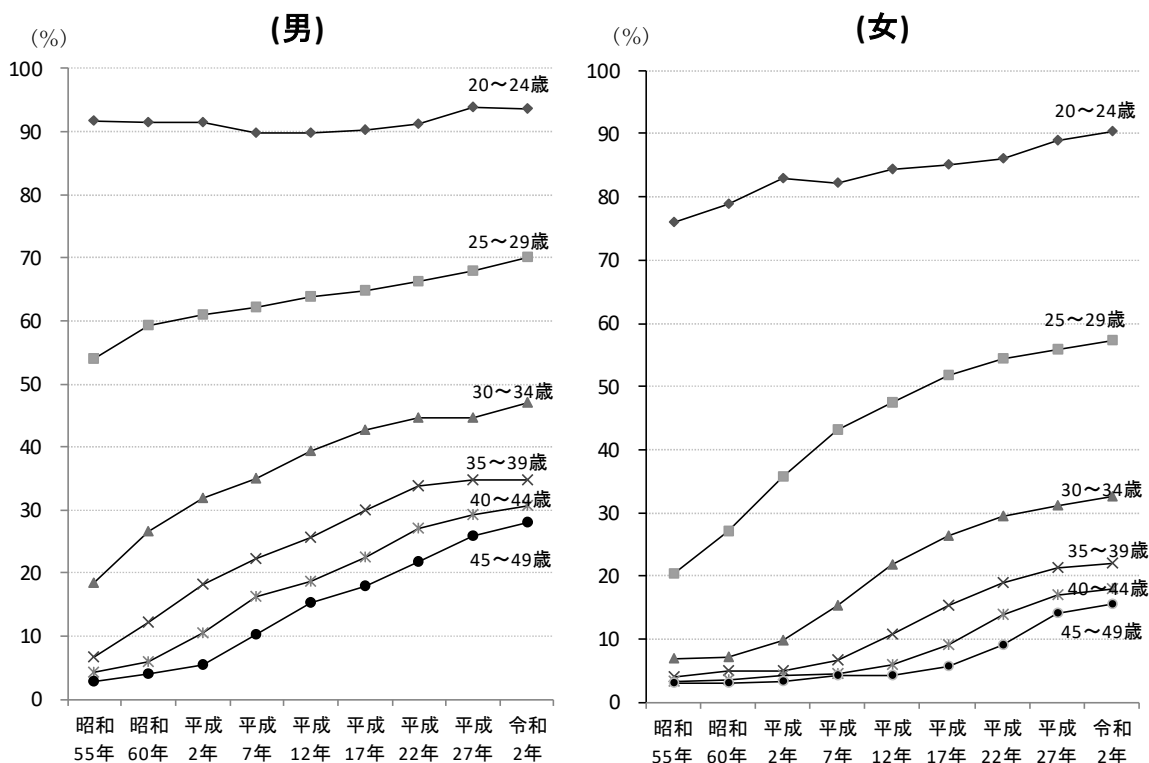 (男)
(%)
100
90
80
70
60
50
40
30
20
10
0
20～24歳
25～29歳
30～34歳
35～39歳
40～44歳
45～49歳
昭和 昭和 平成 平成 平成 平成 平成 平成 令和
55年 60年 2年 7年 12年 17年 22年 27年 2年
(女)
(%)
100
90
80
70
60
50
40
30
20
10
0
20～24歳
25～29歳
30～34歳
35～39歳
40～44歳
45～49歳
昭和 昭和 平成 平成 平成 平成 平成 平成 令和
55年 60年 2年 7年 12年 17年 22年 27年 2年